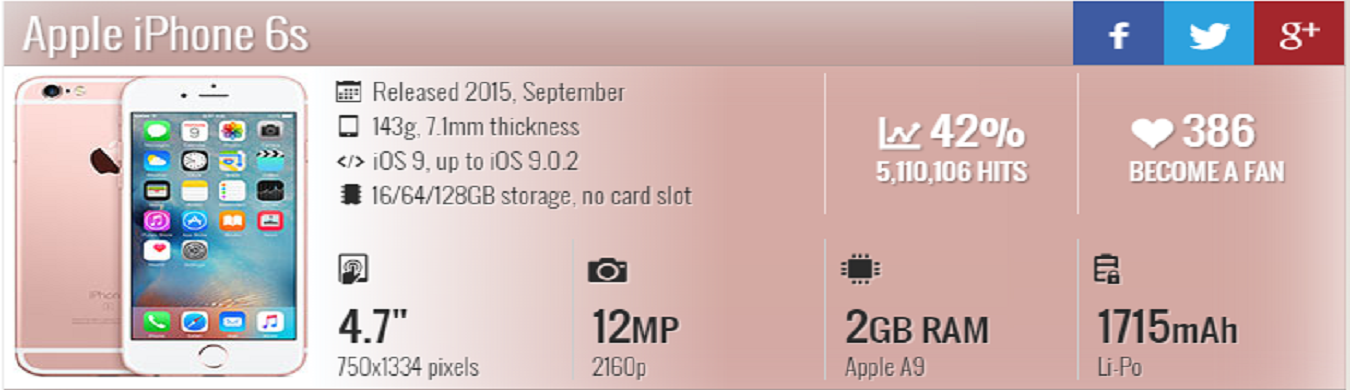 Apple iPhone 6s
f
g+
Released 2015, September
143g, 7.1mm thickness
</> iOS 9, up to iOS 9.0.2
16/64/128GB storage, no card slot
42%
5,110,106 HITS
386
BECOME A FAN
4.7"
750x1334 pixels
12MP
2160p
2GB RAM
Apple A9
1715mAh
Li-Po
iPhone
9